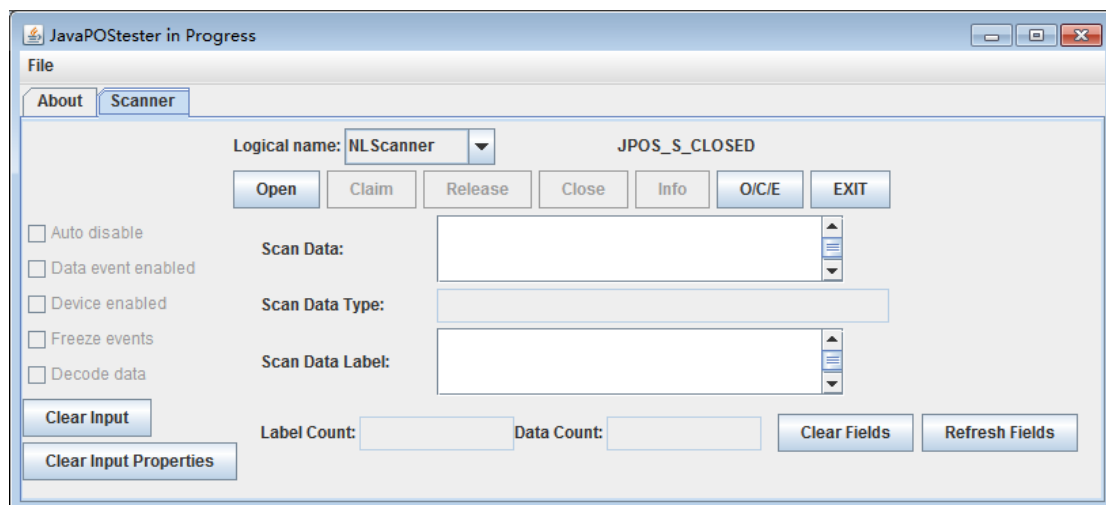 JavaPOStester in Progress
File
About Scanner
Logical name: NLScanner JPOS_S_CLOSED
Open Claim Release Close Info O/C/E EXIT
Auto disable
Scan Data:
Data event enabled
Device enabled
Scan Data Type:
Freeze events
Scan Data Label:
Decode data
Clear Input
Label Count: Data Count: Clear Fields Refresh Fields
Clear Input Properties